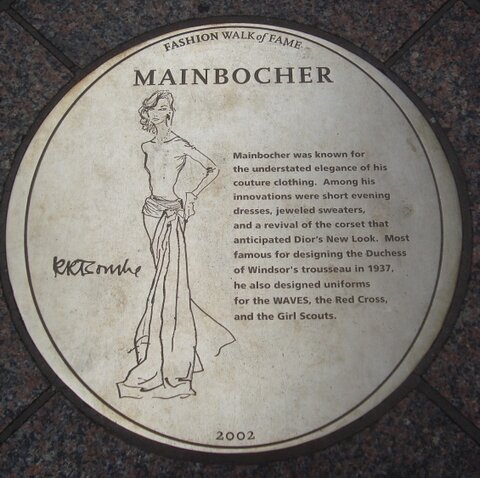 FASHION WALK of FAME
MAINBOCHER
Mainbocher was known for
the understated elegance of his
couture clothing. Among his
innovations were short evening
dresses, jeweled sweaters,
and a revival of the corset that
anticipated Dior's New Look. Most
famous for designing the Duchess
of Windsor's trousseau in 1937,
he also designed uniforms
for the WAVES, the Red Cross,
and the Girl Scouts.
2002